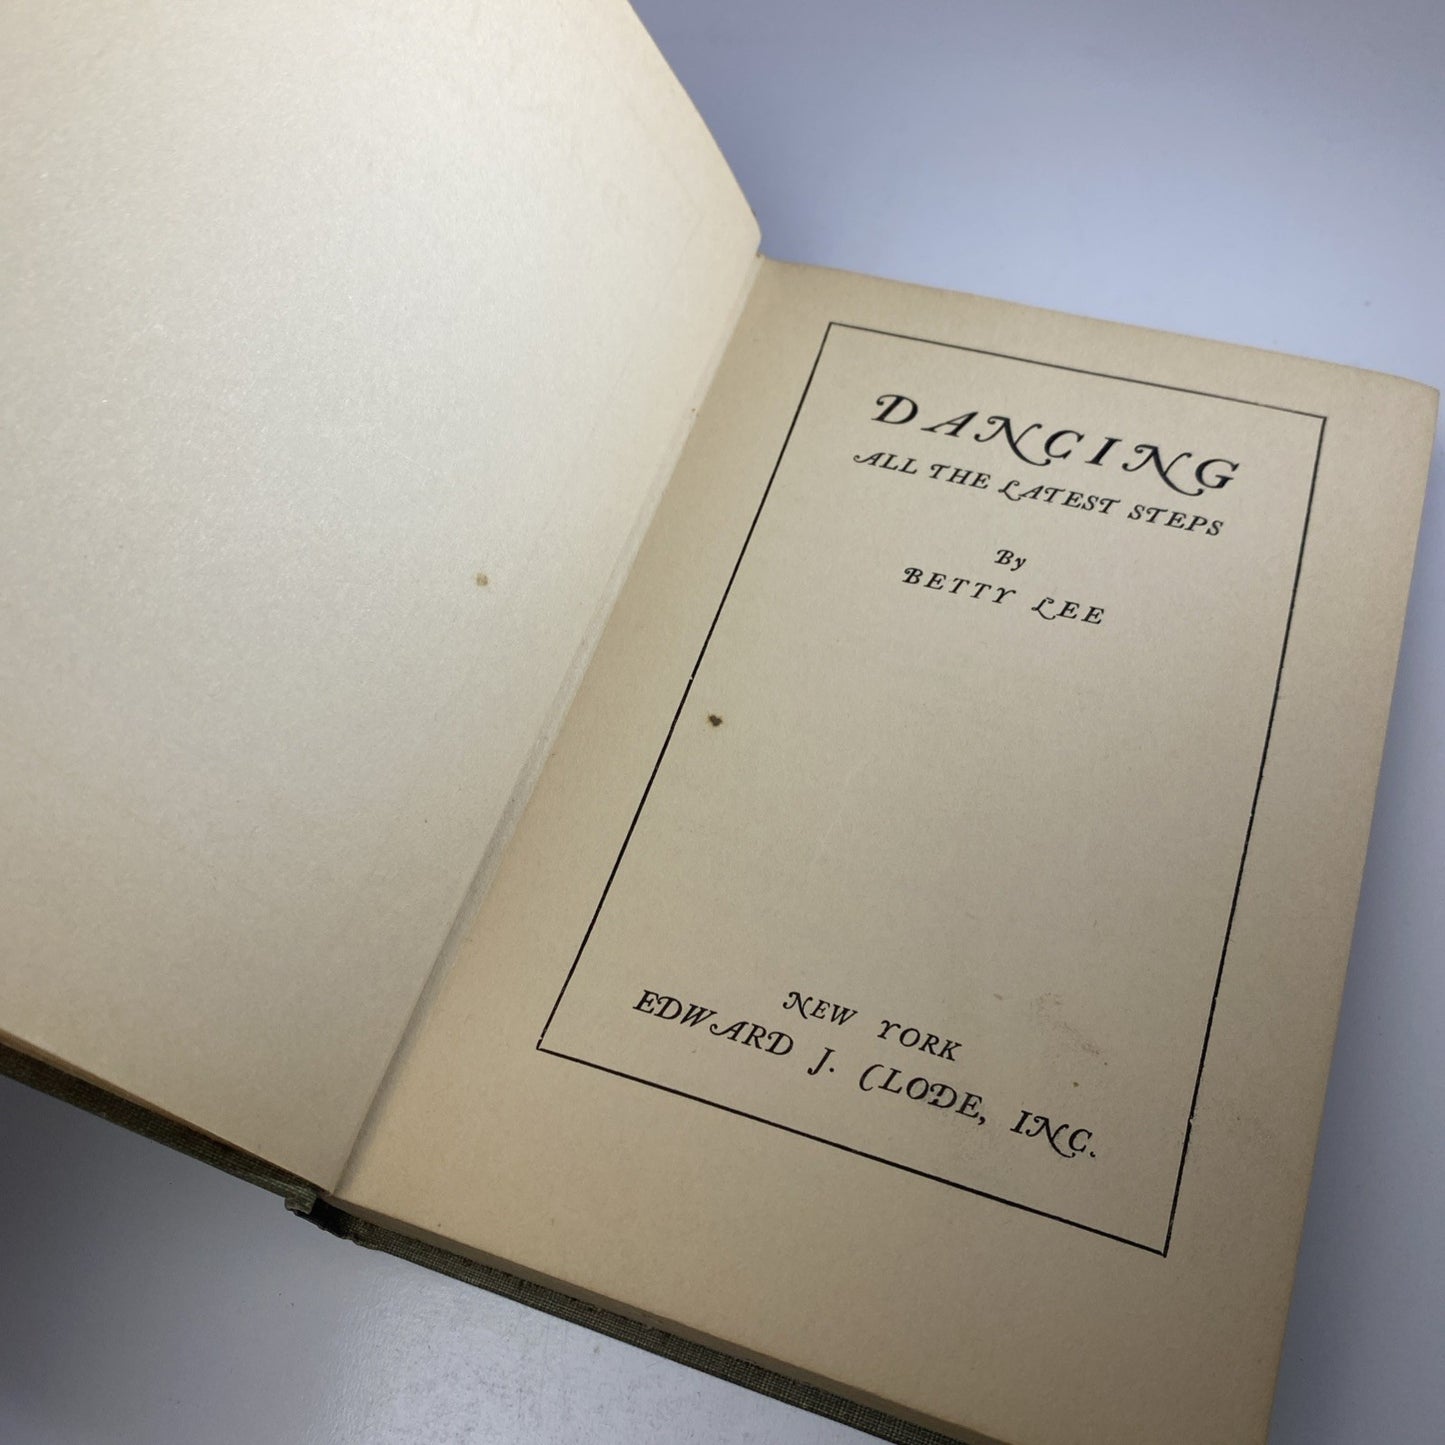 DANCING
ALL THE LATEST STEPS
By
BETTY LEE
NEW YORK
EDWARD J. CLODE, INC.